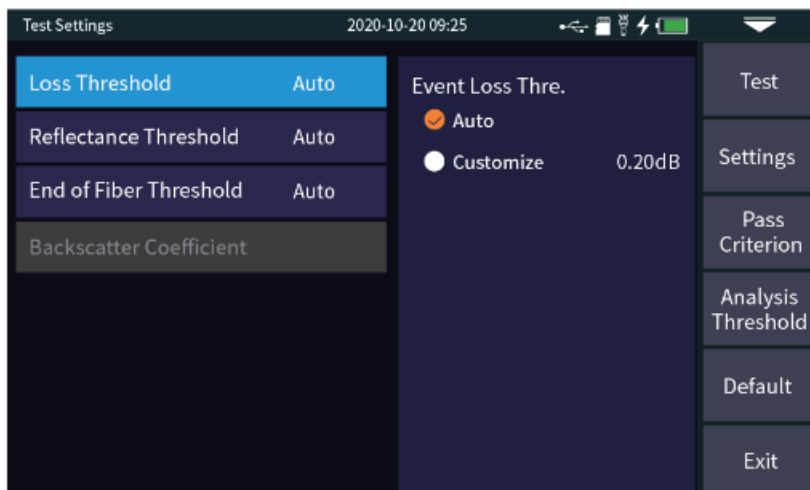 Test Settings 2020-10-20 09:25
Loss Threshold Auto
Reflectance Threshold Auto
End of Fiber Threshold Auto
Backscatter Coefficient
Event Loss Thre.
Auto
Customize 0.20dB
Test
Settings
Pass
Criterion
Analysis
Threshold
Default
Exit